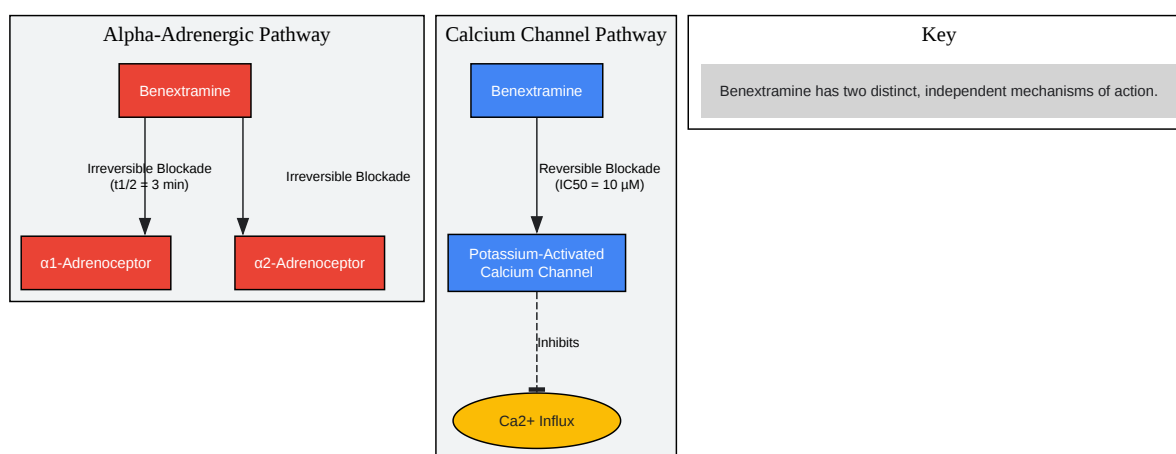 Alpha-Adrenergic Pathway
Benextramine
Irreversible Blockade
(t1/2 = 3 min)
Irreversible Blockade
α1-Adrenoceptor
α2-Adrenoceptor
Calcium Channel Pathway
Benextramine
Reversible Blockade
(IC50 = 10 µM)
Potassium-Activated
Calcium Channel
Inhibits
Ca2+ Influx
Key
Benextramine has two distinct, independent mechanisms of action.